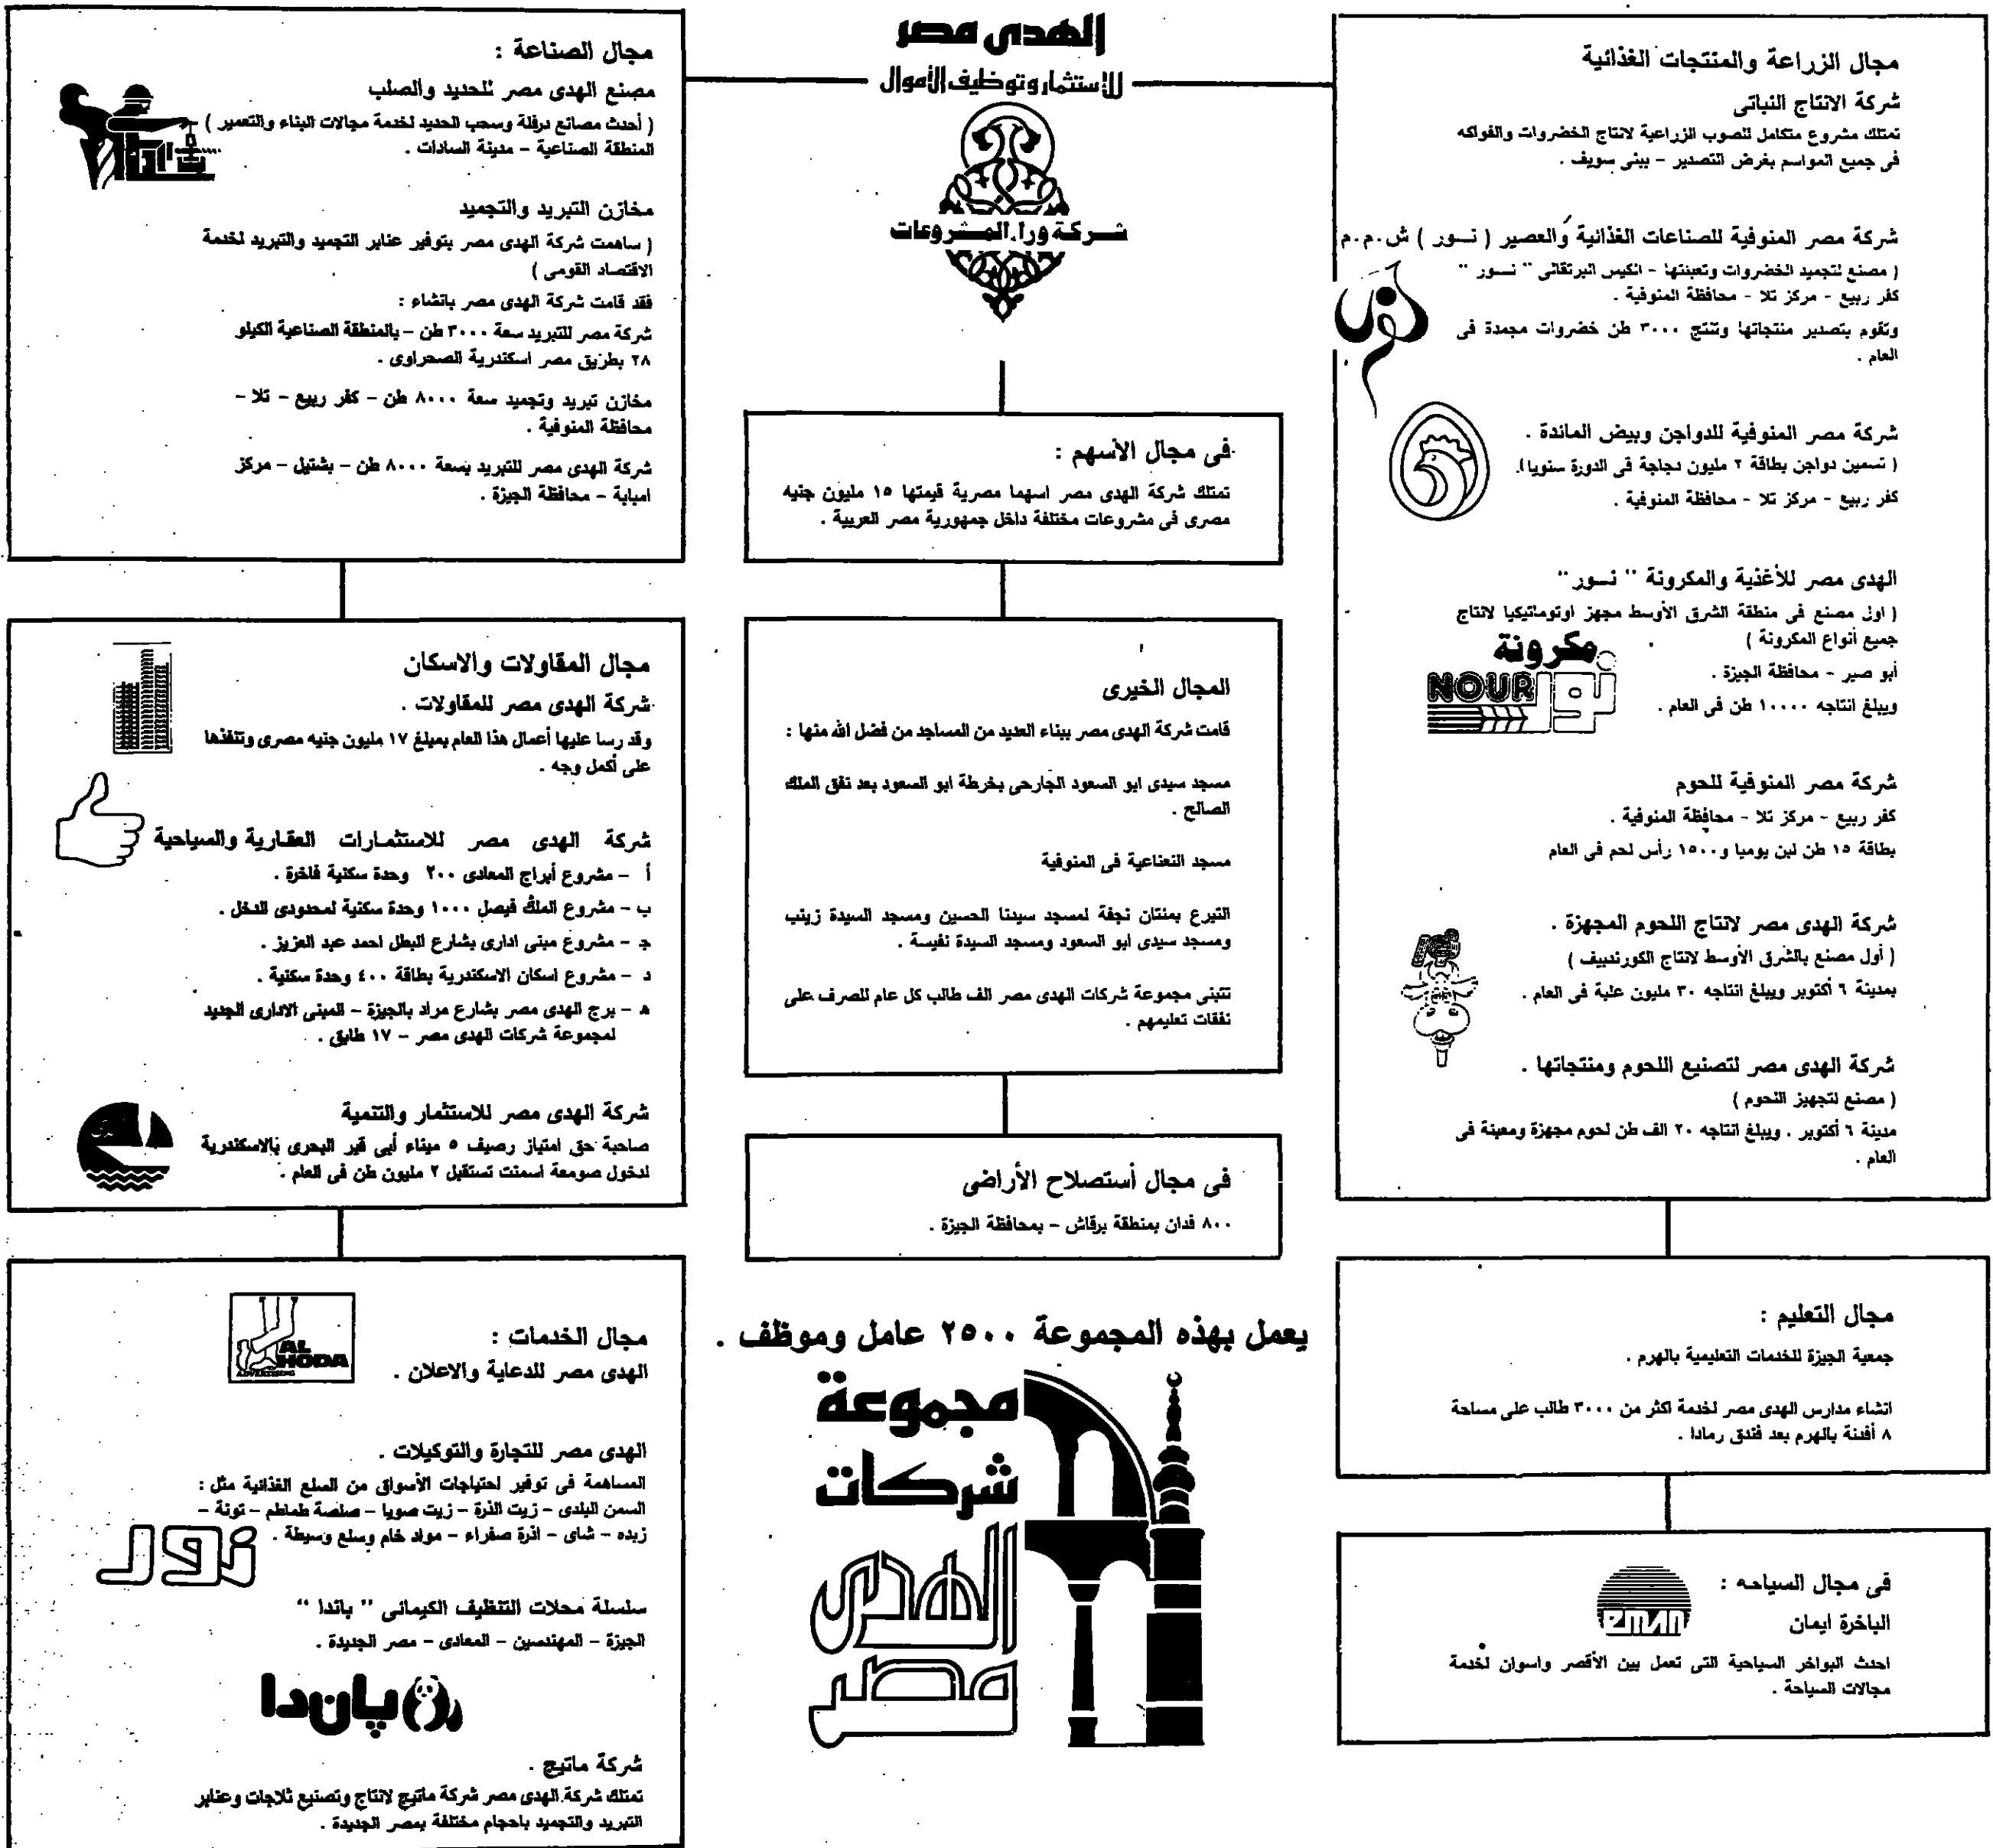 الهدى مصر
للإستثمار وتوظيف الأموال
شركة وراء المشروعات
مجال الزراعة والمنتجات الغذائية
شركة الانتاج النباتى
تمتلك مشروع متكامل للصوب الزراعية لانتاج الخضروات والفواكه
فى جميع المواسم بغرض التصدير – ببنى سويف .
شركة مصر المنوفية للصناعات الغذائية والعصير ( نـور ) ش.م.م
( مصنع لتجميد الخضروات وتعبئتها – الكيس البرتقالى " نـور "
كفر ربيع – مركز تلا – محافظة المنوفية .
وتقوم بتصدير منتجاتها وتنتج ٣٠٠٠ طن خضروات مجمدة فى
العام .
نور
شركة مصر المنوفية للدواجن وبيض المائدة .
( تسمين دواجن بطاقة ٢ مليون دجاجة فى الدورة سنويا ).
كفر ربيع – مركز تلا – محافظة المنوفية .
الهدى مصر للأغذية والمكرونة " نـور "
( اول مصنع فى منطقة الشرق الأوسط مجهز اوتوماتيكيا لانتاج
جميع أنواع المكرونة )
أبو صير – محافظة الجيزة .
ويبلغ انتاجه ١٠٠٠٠ طن فى العام .
مكرونة
نور NOUR
شركة مصر المنوفية للحوم
كفر ربيع – مركز تلا – محافظة المنوفية .
بطاقة ١٥ طن لبن يوميا و١٥٠٠ رأس لحم فى العام
شركة الهدى مصر لانتاج اللحوم المجهزة .
( أول مصنع بالشرق الأوسط لانتاج الكورندبيف )
بمدينة ٦ أكتوبر ويبلغ انتاجه ٣٠ مليون علبة فى العام .
شركة الهدى مصر لتصنيع اللحوم ومنتجاتها .
( مصنع لتجهيز اللحوم )
مدينة ٦ أكتوبر . ويبلغ انتاجه ٢٠ الف طن لحوم مجهزة ومعبئة فى
العام .
مجال التعليم :
جمعية الجيزة للخدمات التعليمية بالهرم .
انشاء مدارس الهدى مصر لخدمة اكثر من ٣٠٠٠ طالب على مساحة
٨ أفدنة بالهرم بعد فندق رمادا .
فى مجال السياحه :
الباخرة ايمان
احدث البواخر السياحية التى تعمل بين الأقصر واسوان لخدمة
مجالات السياحة .
EMAN
فى مجال الأسهم :
تمتلك شركة الهدى مصر اسهما مصرية قيمتها ١٥ مليون جنيه
مصرى فى مشروعات مختلفة داخل جمهورية مصر العربية .
المجال الخيرى
قامت شركة الهدى مصر ببناء العديد من المساجد من فضل الله منها :
مسجد سيدى ابو السعود الجارحى بخرطة ابو السعود بعد نفق الملك
الصالح .
مسجد النعناعية فى المنوفية
التبرع بمئتان نجفة لمسجد سيدنا الحسين ومسجد السيدة زينب
ومسجد سيدى ابو السعود ومسجد السيدة نفيسة .
تتبنى مجموعة شركات الهدى مصر الف طالب كل عام للصرف على
نفقات تعليمهم .
فى مجال أستصلاح الأراضى
٨٠٠ فدان بمنطقة برقاش – بمحافظة الجيزة .
يعمل بهذه المجموعة ٢٥٠٠ عامل وموظف .
مجموعة
شركات
الهدى
مصر
مجال الصناعة :
مصنع الهدى مصر للحديد والصلب
( أحدث مصانع درفلة وسحب الحديد لخدمة مجالات البناء والتعمير )
المنطقة الصناعية – مدينة السادات .
مخازن التبريد والتجميد
( ساهمت شركة الهدى مصر بتوفير عنابر التجميد والتبريد لخدمة
الاقتصاد القومى )
فقد قامت شركة الهدى مصر بانشاء :
شركة مصر للتبريد سعة ٣٠٠٠ طن – بالمنطقة الصناعية الكيلو
٢٨ بطريق مصر اسكندرية الصحراوى .
مخازن تبريد وتجميد سعة ٨٠٠٠ طن – كفر ربيع – تلا –
محافظة المنوفية .
شركة الهدى مصر للتبريد بسعة ٨٠٠٠ طن – بشتيل – مركز
امبابة – محافظة الجيزة .
مجال المقاولات والاسكان
شركة الهدى مصر للمقاولات .
وقد رسا عليها أعمال هذا العام بمبلغ ١٧ مليون جنيه مصرى وتنفذها
على أكمل وجه .
شركة الهدى مصر للاستثمـارات العقـارية والسياحية
أ – مشروع أبراج المعادى ٢٠٠ وحدة سكنية فاخرة .
ب – مشروع الملك فيصل ١٠٠٠ وحدة سكنية لمحدودى الدخل .
جـ – مشروع مبنى ادارى بشارع البطل احمد عبد العزيز .
د – مشروع اسكان الاسكندرية بطاقة ٤٠٠ وحدة سكنية .
هـ – برج الهدى مصر بشارع مراد بالجيزة – المبنى الادارى الجديد
لمجموعة شركات الهدى مصر – ١٧ طابق .
شركة الهدى مصر للاستثمار والتنمية
صاحبة حق امتياز رصيف ٥ ميناء أبى قير البحرى بالاسكندرية
لدخول صومعة اسمنت تستقبل ٢ مليون طن فى العام .
مجال الخدمات :
الهدى مصر للدعاية والاعلان .
AL
HODA
ADVERTISING
الهدى مصر للتجارة والتوكيلات .
المساهمة فى توفير احتياجات الأسواق من السلع الغذائية مثل :
السمن البلدى – زيت الذرة – زيت صويا – صلصة طماطم – تونة –
زبده – شاى – اذرة صفراء – مواد خام وسلع وسيطة .
نور
سلسلة محلات التنظيف الكيمائى " باندا "
الجيزة – المهندسين – المعادى – مصر الجديدة .
پاندا
شركة ماتيج .
تمتلك شركة الهدى مصر شركة ماتيج لانتاج وتصنيع ثلاجات وعنابر
التبريد والتجميد باحجام مختلفة بمصر الجديدة .